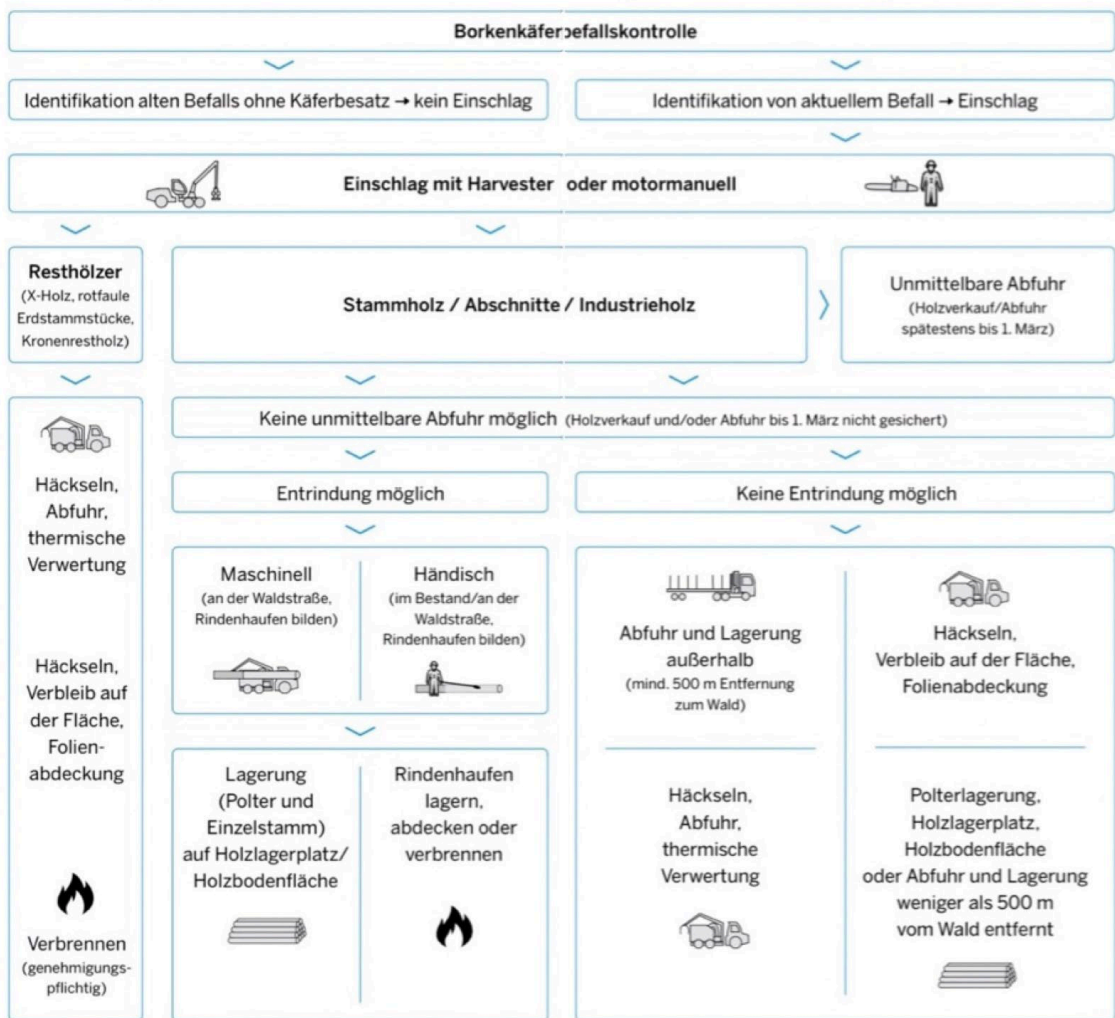 Borkenkäferbefallskontrolle
Identifikation alten Befalls ohne Käferbesatz → kein Einschlag
Identifikation von aktuellem Befall → Einschlag
Einschlag mit Harvester oder motormanuell
Resthölzer
(X-Holz, rotfaule
Erdstammstücke,
Kronenrestholz)
Stammholz / Abschnitte / Industrieholz
Unmittelbare Abfuhr
(Holzverkauf/Abfuhr
spätestens bis 1. März)
Häckseln,
Abfuhr,
thermische
Verwertung
Häckseln,
Verbleib auf
der Fläche,
Folien-
abdeckung
Verbrennen
(genehmigungs-
pflichtig)
Keine unmittelbare Abfuhr möglich (Holzverkauf und/oder Abfuhr bis 1. März nicht gesichert)
Entrindung möglich
Keine Entrindung möglich
Maschinell
(an der Waldstraße,
Rindenhaufen bilden)
Händisch
(im Bestand/an der
Waldstraße,
Rindenhaufen bilden)
Lagerung
(Polter und
Einzelstamm)
auf Holzlagerplatz/
Holzbodenfläche
Rindenhaufen
lagern,
abdecken oder
verbrennen
Abfuhr und Lagerung
außerhalb
(mind. 500 m Entfernung
zum Wald)
Häckseln,
Verbleib auf der Fläche,
Folienabdeckung
Häckseln,
Abfuhr,
thermische
Verwertung
Polterlagerung,
Holzlagerplatz,
Holzbodenfläche
oder Abfuhr und Lagerung
weniger als 500 m
vom Wald entfernt